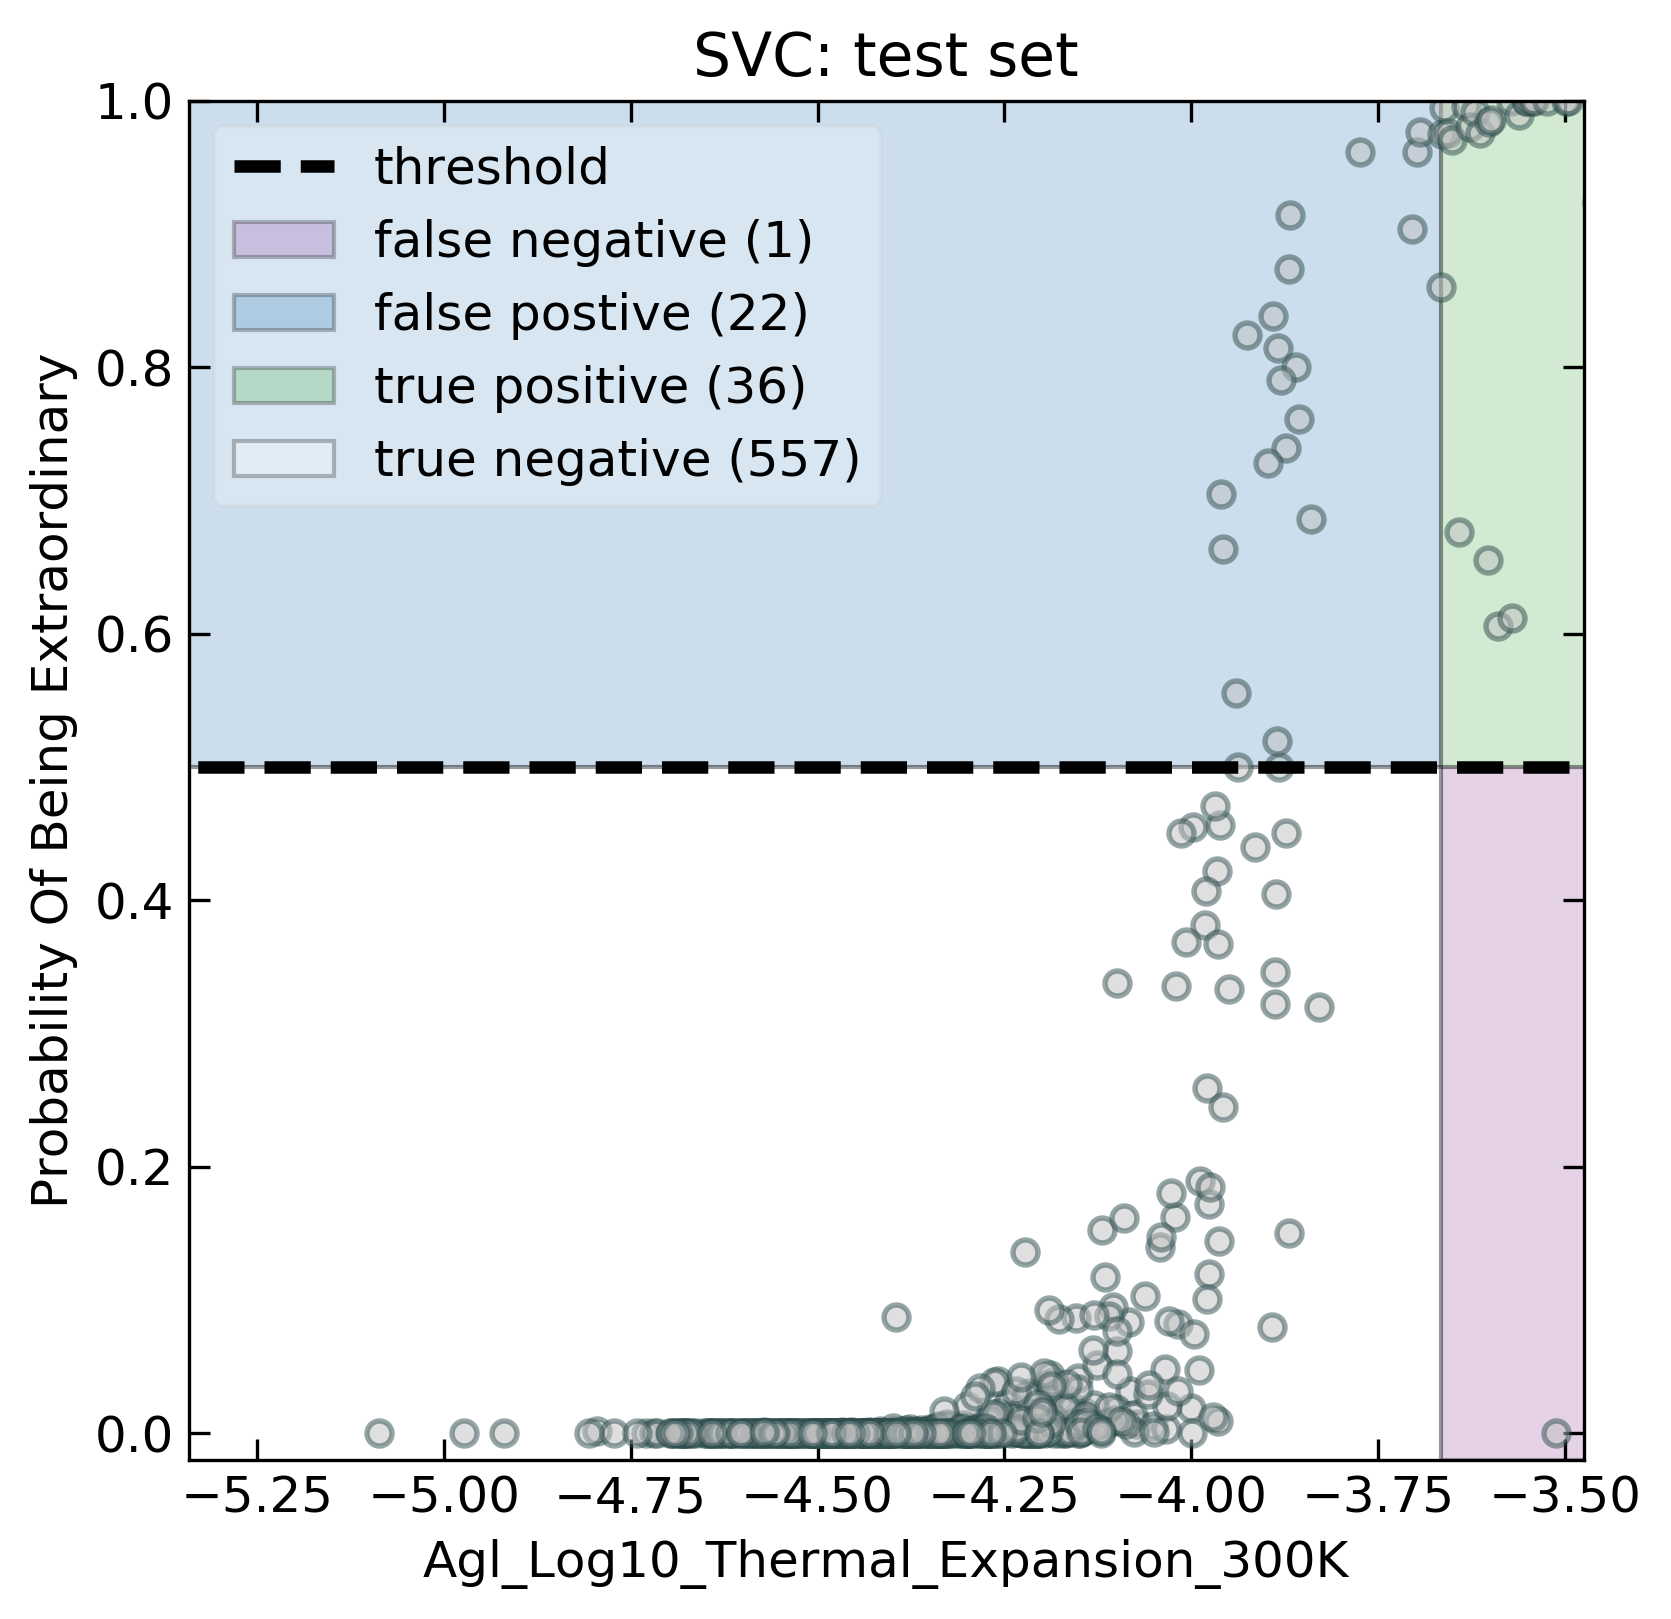 SVC: test set
1.0
0.8
0.6
0.4
0.2
0.0
Probability Of Being Extraordinary
threshold
false negative (1)
false postive (22)
true positive (36)
true negative (557)
−5.25 −5.00 −4.75 −4.50 −4.25 −4.00 −3.75 −3.50
Agl_Log10_Thermal_Expansion_300K